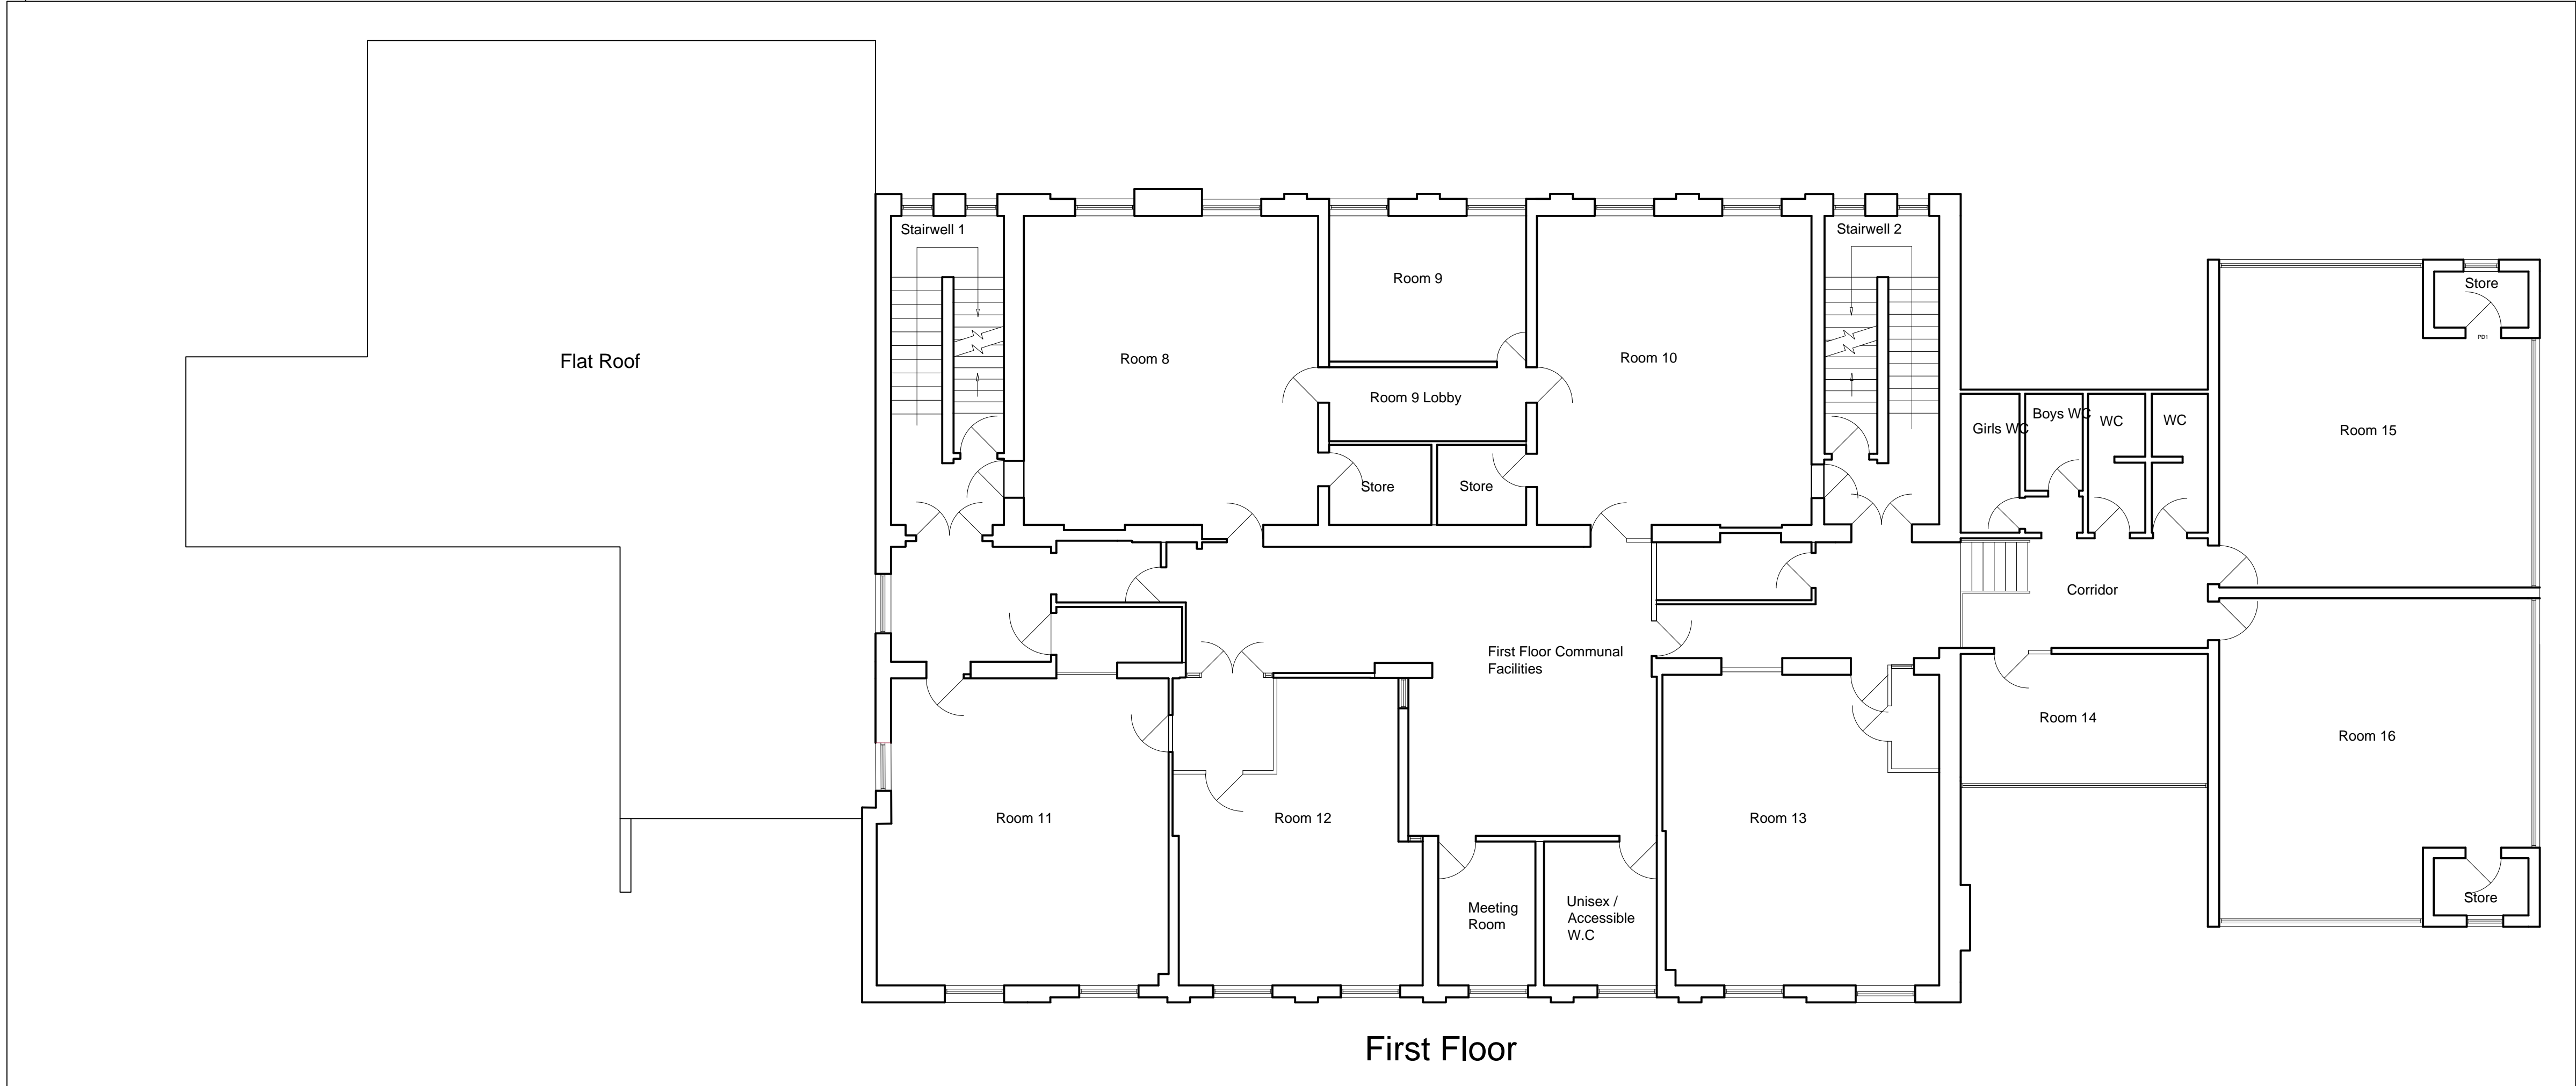 Stairwell 1
Stairwell 2
Room 9
Store
Flat Roof
Room 8
Room 10
PD1
Room 9 Lobby
Girls WC
Boys WC
WC
WC
Room 15
Store
Store
Corridor
First Floor Communal
Facilities
Room 14
Room 16
Room 11
Room 12
Room 13
Meeting
Room
Unisex /
Accessible
W.C
Store
First Floor